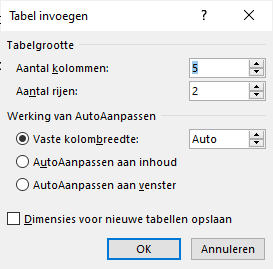 Tabel invoegen
Tabelgrootte
Aantal kolommen: 5
Aantal rijen: 2
Werking van AutoAanpassen
Vaste kolombreedte: Auto
AutoAanpassen aan inhoud
AutoAanpassen aan venster
Dimensies voor nieuwe tabellen opslaan
OK Annuleren